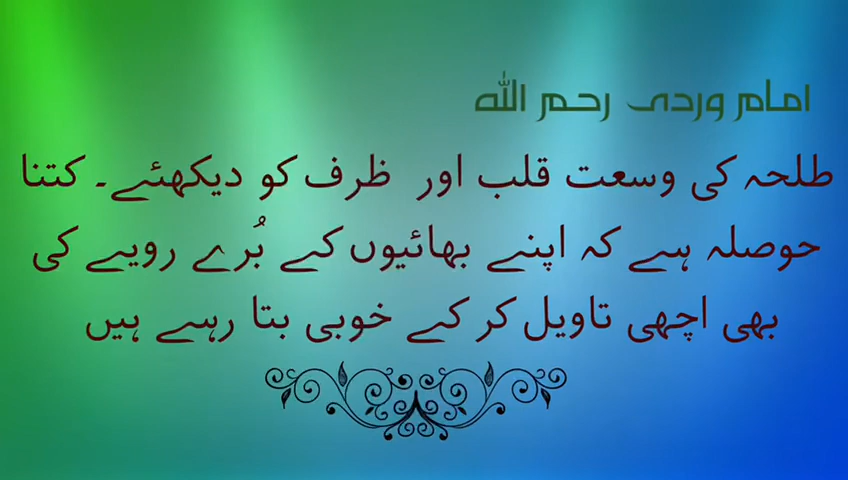 امام وردی رحم اللہ
طلحہ کی وسعت قلب اور ظرف کو دیکھئے۔ کتنا
حوصلہ ہے کہ اپنے بھائیوں کے بُرے رویے کی
بھی اچھی تاویل کر کے خوبی بتا رہے ہیں